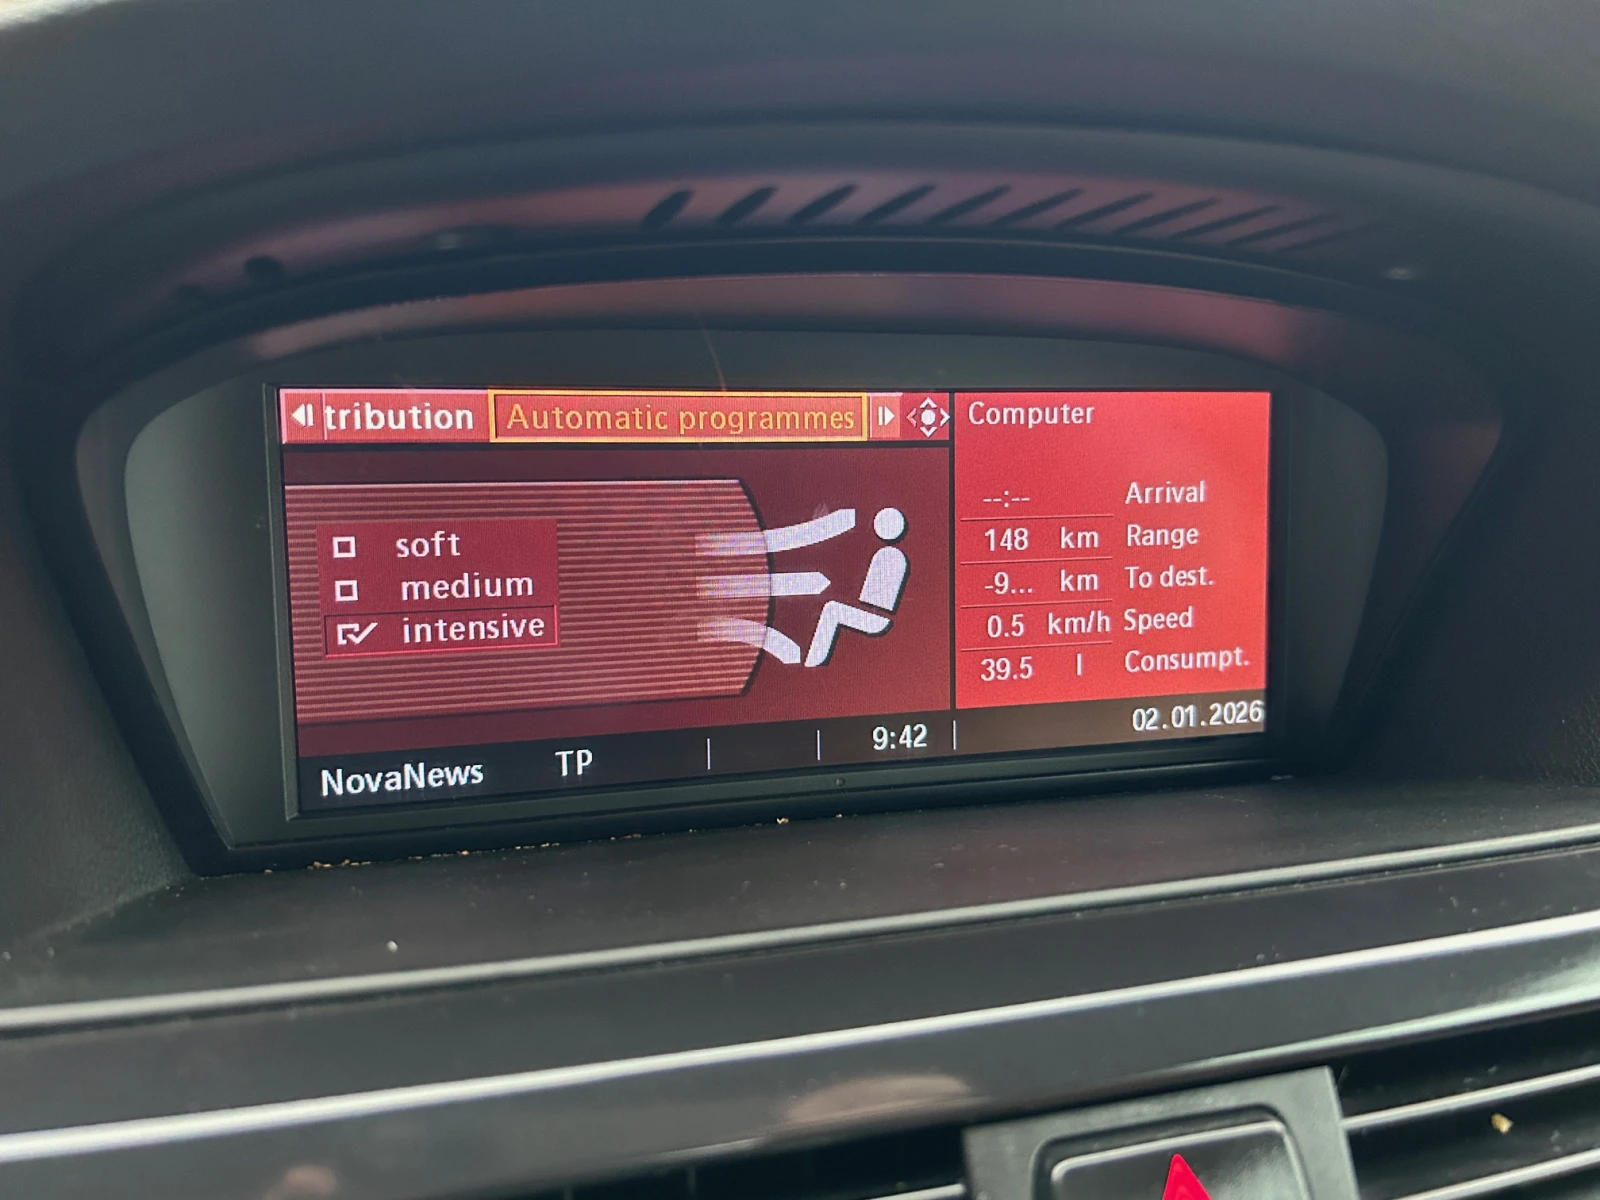 tribution Automatic programmes
soft
medium
intensive
Computer
--:-- Arrival
148 km Range
-9... km To dest.
0.5 km/h Speed
39.5 l Consumpt.
NovaNews TP 9:42 02.01.2026